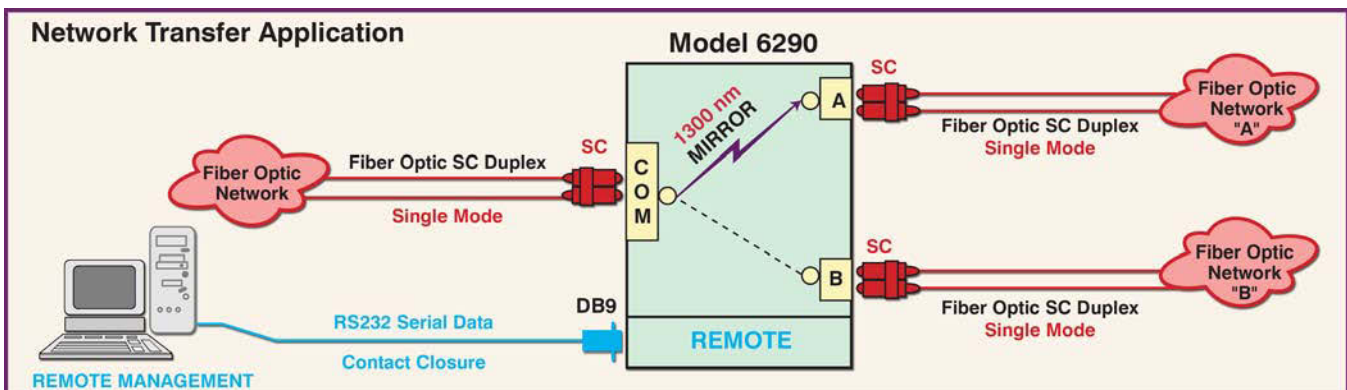 Network Transfer Application
Model 6290
SC
A
1300 nm
MIRROR
Fiber Optic
Network
"A"
Fiber Optic SC Duplex
Single Mode
SC
Fiber Optic SC Duplex
Fiber Optic
Network
Single Mode
COM
SC
B
Fiber Optic
Network
"B"
Fiber Optic SC Duplex
Single Mode
DB9
RS232 Serial Data
Contact Closure
REMOTE
REMOTE MANAGEMENT